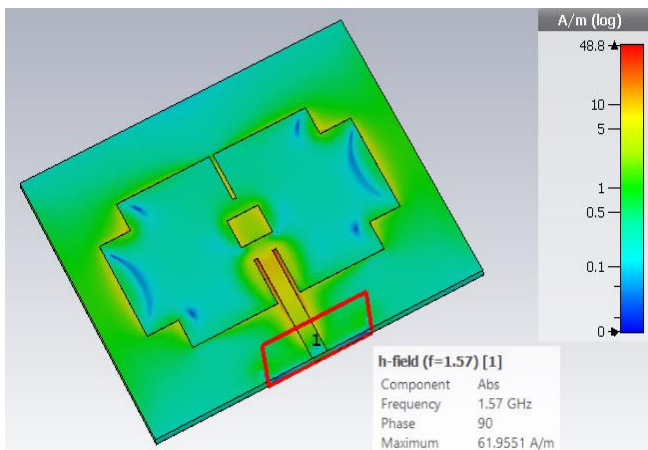 A/m (log)
48.8
10
5
1
0.5
0.1
0
1
h-field (f=1.57) [1]
Component Abs
Frequency 1.57 GHz
Phase 90
Maximum 61.9551 A/m